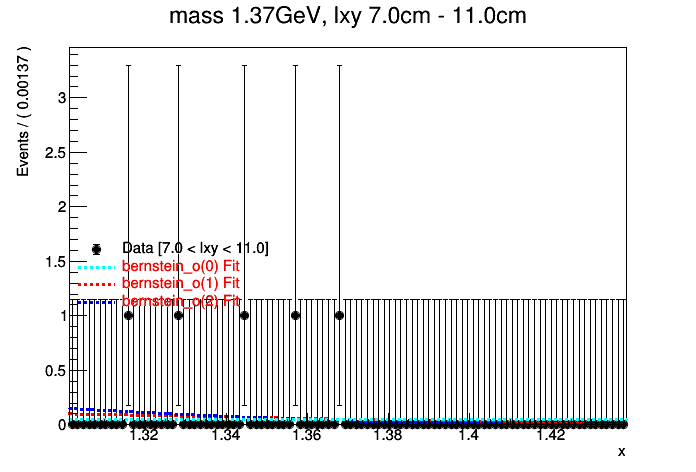 mass 1.37GeV, lxy 7.0cm - 11.0cm
Events / ( 0.00137 )
3
2.5
2
1.5
1
0.5
0
Data [7.0 < lxy < 11.0]
bernstein_o(0) Fit
bernstein_o(1) Fit
bernstein_o(2) Fit
1.32 1.34 1.36 1.38 1.4 1.42
x